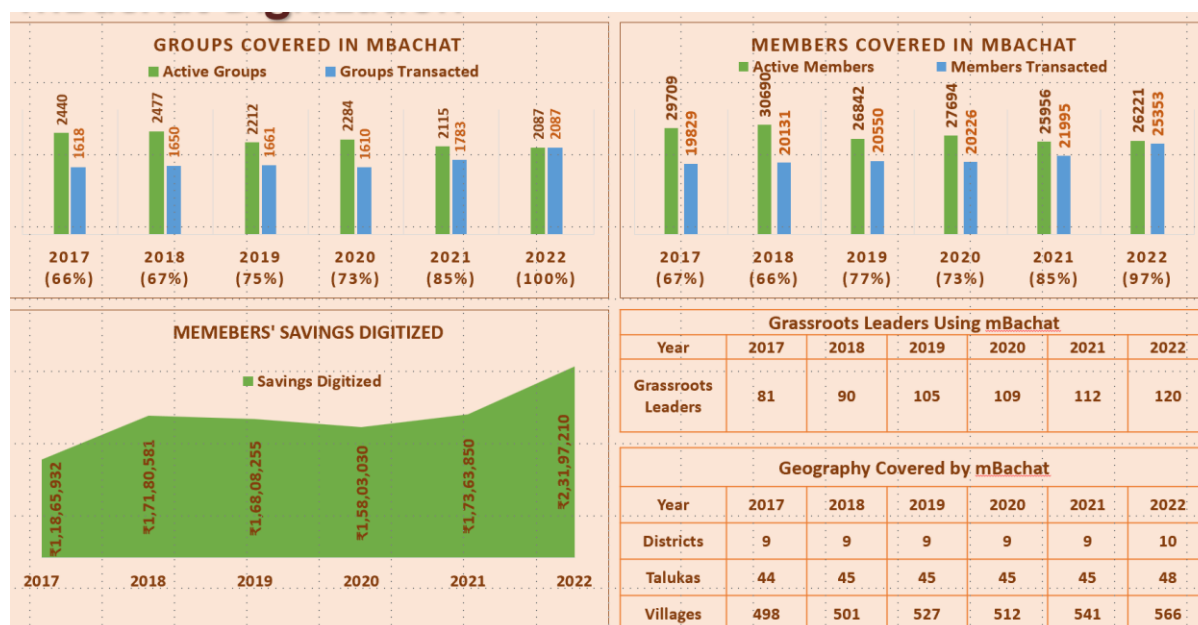 GROUPS COVERED IN MBACHAT
Active Groups Groups Transacted
2440 1618 2477 1650 2212 1661 2284 1610 2115 1783 2087 2087
2017 2018 2019 2020 2021 2022
(66%) (67%) (75%) (73%) (85%) (100%)
MEMBERS COVERED IN MBACHAT
Active Members Members Transacted
29709 19829 30690 20131 26842 20550 27694 20226 25956 21995 26221 25353
2017 2018 2019 2020 2021 2022
(67%) (66%) (77%) (73%) (85%) (97%)
MEMEBERS' SAVINGS DIGITIZED
Savings Digitized
₹1,18,65,932 ₹1,71,80,581 ₹1,68,08,255 ₹1,58,03,030 ₹1,73,63,850 ₹2,31,97,210
2017 2018 2019 2020 2021 2022
Grassroots Leaders Using mBachat
Year 2017 2018 2019 2020 2021 2022
Grassroots
Leaders 81 90 105 109 112 120
Geography Covered by mBachat
Year 2017 2018 2019 2020 2021 2022
Districts 9 9 9 9 9 10
Talukas 44 45 45 45 45 48
Villages 498 501 527 512 541 566